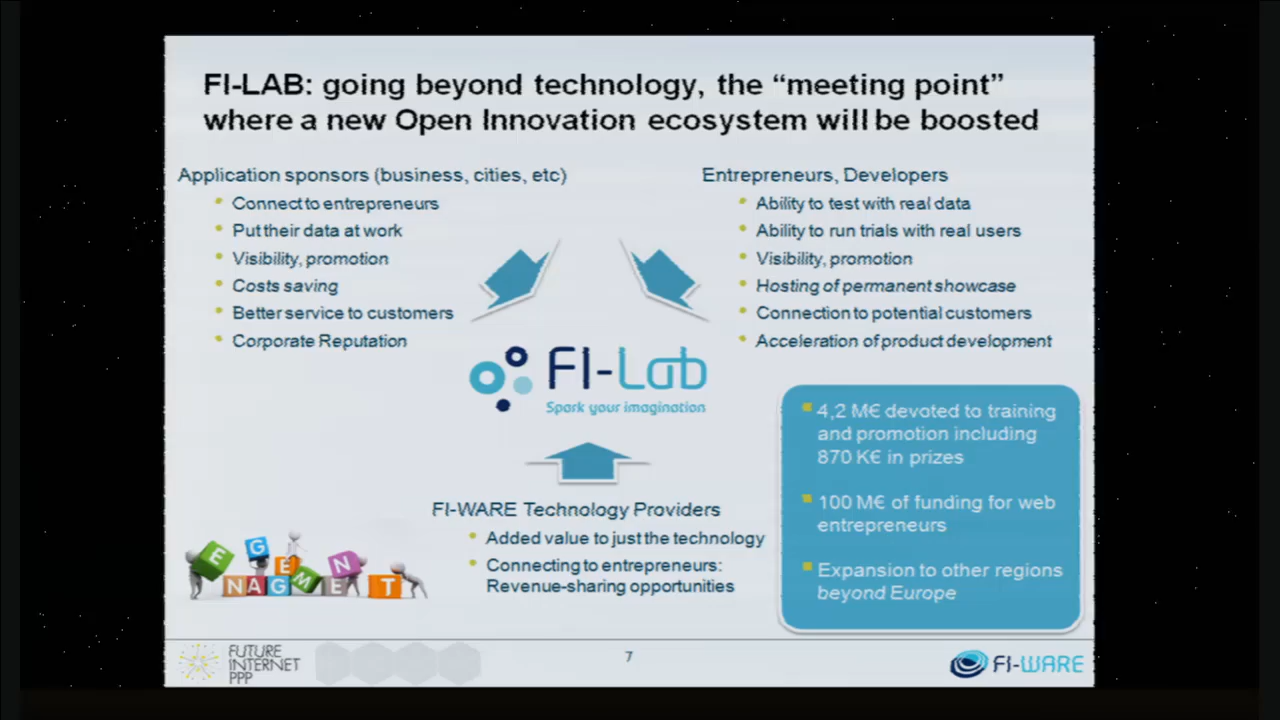 FI-LAB: going beyond technology, the “meeting point”
where a new Open Innovation ecosystem will be boosted
Application sponsors (business, cities, etc)
Connect to entrepreneurs
Put their data at work
Visibility, promotion
Costs saving
Better service to customers
Corporate Reputation
Entrepreneurs, Developers
Ability to test with real data
Ability to run trials with real users
Visibility, promotion
Hosting of permanent showcase
Connection to potential customers
Acceleration of product development
FI-Lab
Spark your imagination
4,2 M€ devoted to training
and promotion including
870 K€ in prizes
100 M€ of funding for web
entrepreneurs
Expansion to other regions
beyond Europe
FI-WARE Technology Providers
Added value to just the technology
Connecting to entrepreneurs:
Revenue-sharing opportunities
E G E M N
NAG E T
FUTURE
INTERNET
PPP
7
FI-WARE